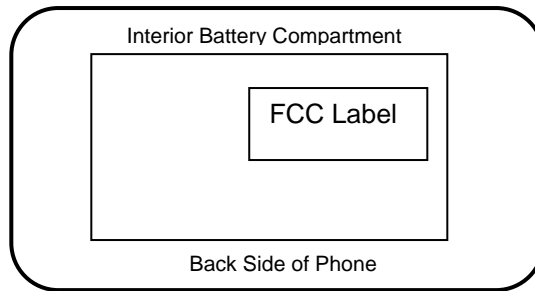 Interior Battery Compartment
FCC Label
Back Side of Phone